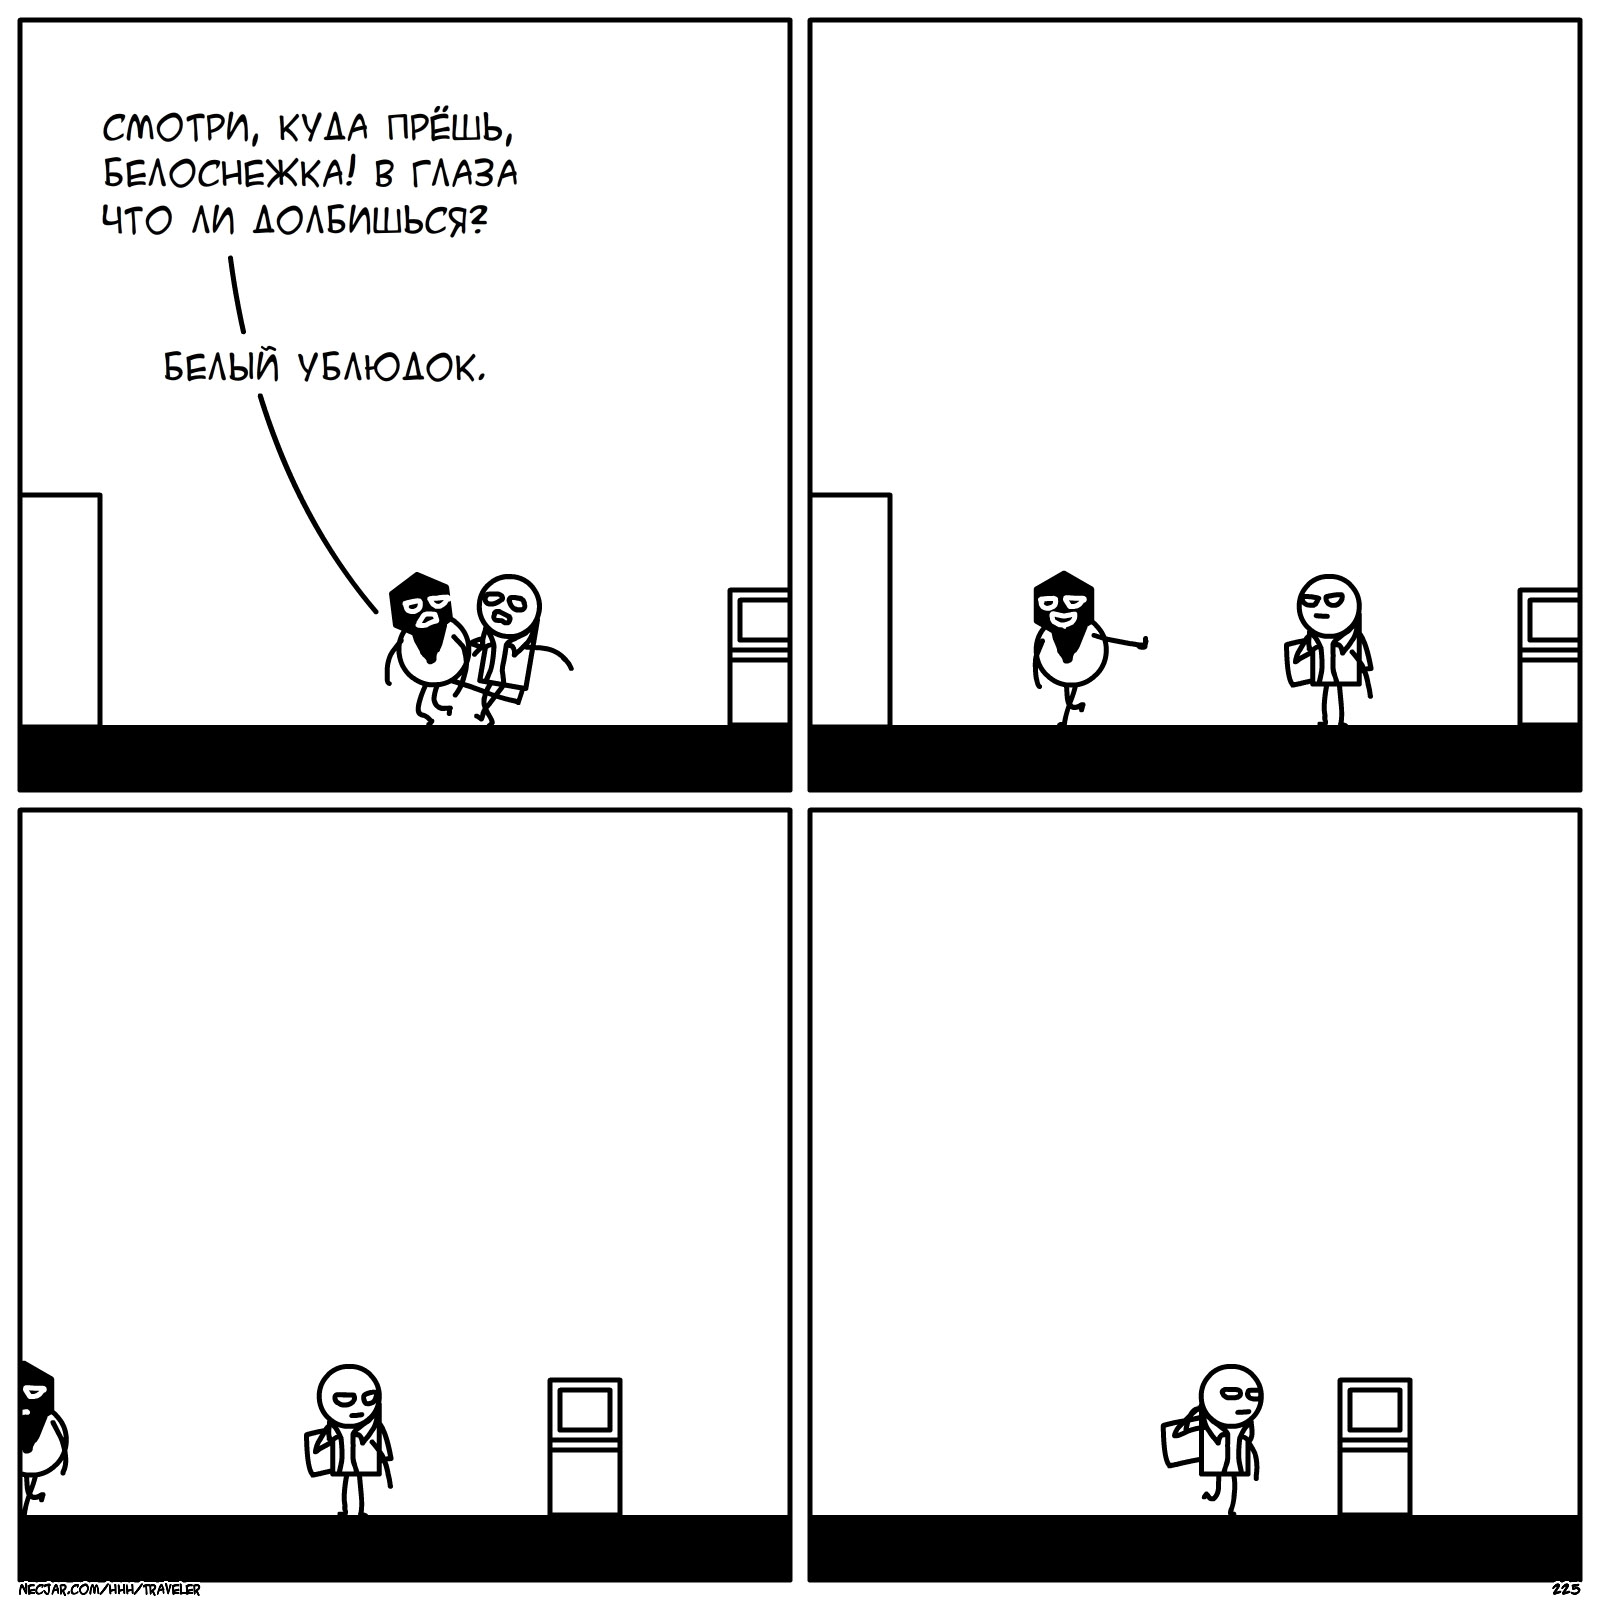 СМОТРИ, КУДА ПРЁШЬ,
БЕЛОСНЕЖКА! В ГЛАЗА
ЧТО ЛИ ДОЛБИШЬСЯ?
БЕЛЫЙ УБЛЮДОК.
NECJAR.COM/HHH/TRAVELER
225